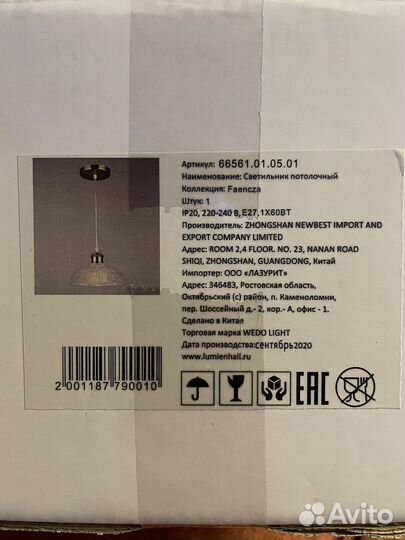 Артикул: 66561.01.05.01
Наименование: Светильник потолочный
Коллекция: Faencza
Штук: 1
IP20, 220-240 В, E27,1X60ВТ
Производитель: ZHONGSHAN NEWBEST IMPORT AND
EXPORT COMPANY LIMITED
Адрес: ROOM 2,4 FLOOR. NO. 23, NANAN ROAD
SHIQI, ZHONGSHAN, GUANGDONG, Китай
Импортер: ООО «ЛАЗУРИТ»
Адрес: 346483, Ростовская область,
Октябрьский (с) район, п. Каменоломни,
пер. Шоссейный д.- 2, кор.- А, офис - 1.
Сделано в Китае
Торговая марка WEDO LIGHT
Дата производства:сентябрь2020
www.lumienhall.ru
2 001187 790010
EAC
Avito